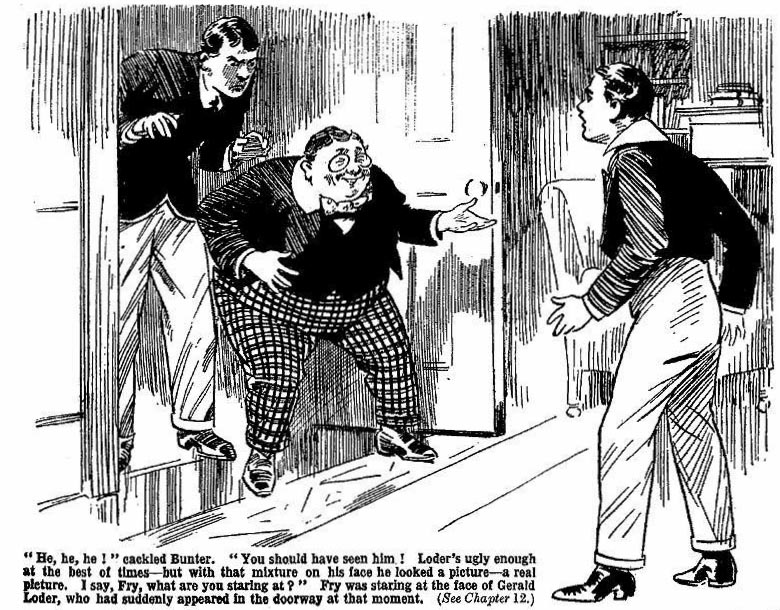 "He, he, he!" cackled Bunter. "You should have seen him! Loder's ugly enough
at the best of times—but with that mixture on his face he looked a picture—a real
picture. I say, Fry, what are you staring at?" Fry was staring at the face of Gerald
Loder, who had suddenly appeared in the doorway at that moment. (See Chapter 12.)